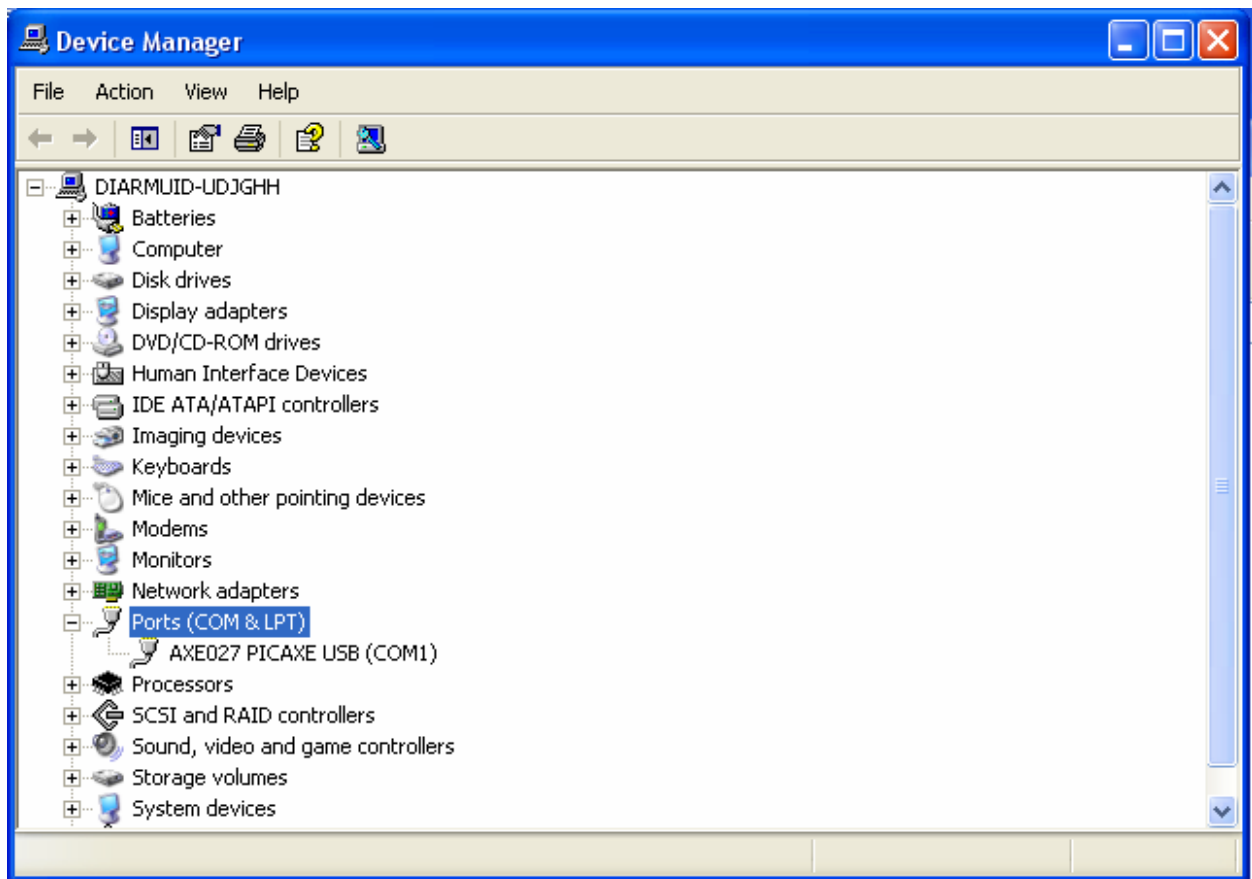 Device Manager
File Action View Help
DIARMUID-UDJGHH
Batteries
Computer
Disk drives
Display adapters
DVD/CD-ROM drives
Human Interface Devices
IDE ATA/ATAPI controllers
Imaging devices
Keyboards
Mice and other pointing devices
Modems
Monitors
Network adapters
Ports (COM & LPT)
AXE027 PICAXE USB (COM1)
Processors
SCSI and RAID controllers
Sound, video and game controllers
Storage volumes
System devices